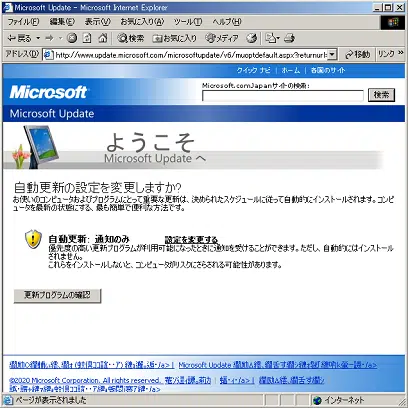 Microsoft Update - Microsoft Internet Explorer
ファイル(F) 編集(E) 表示(V) お気に入り(A) ツール(T) ヘルプ(H)
戻る 検索 お気に入り メディア
アドレス(D) http://www.update.microsoft.com/microsoftupdate/v6/muoptdefault.aspx?returnurl= 移動 リンク
クイック ナビ | ホーム | 各国のサイト
Microsoft
Microsoft.comJapanサイトの検索:
検索
Microsoft Update
ようこそ
Microsoft Update へ
自動更新の設定を変更しますか?
お使いのコンピュータおよびプログラムにとって重要な更新は、決められたスケジュールに従って自動的にインストールされます。コンピ
ュータを最新の状態にする、最も簡単で便利な方法です。
自動更新: 通知のみ 設定を変更する
優先度の高い更新プログラムが利用可能になったときに通知を受けることができます。ただし、自動的にはインストール
されません。
これらをインストールしないと、コンピュータがリスクにさらされる可能性があります。
更新プログラムの確認
Microsoft Update
©2020 Microsoft Corporation. All rights reserved.
ページが表示されました インターネット